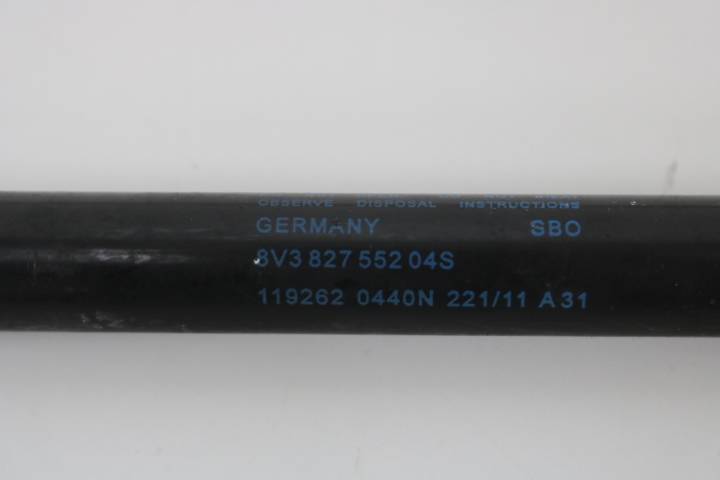 OBSERVE DISPOSAL INSTRUCTIONS
GERMANY SBO
8V3 827 552 04S
119262 0440N 221/11 A31